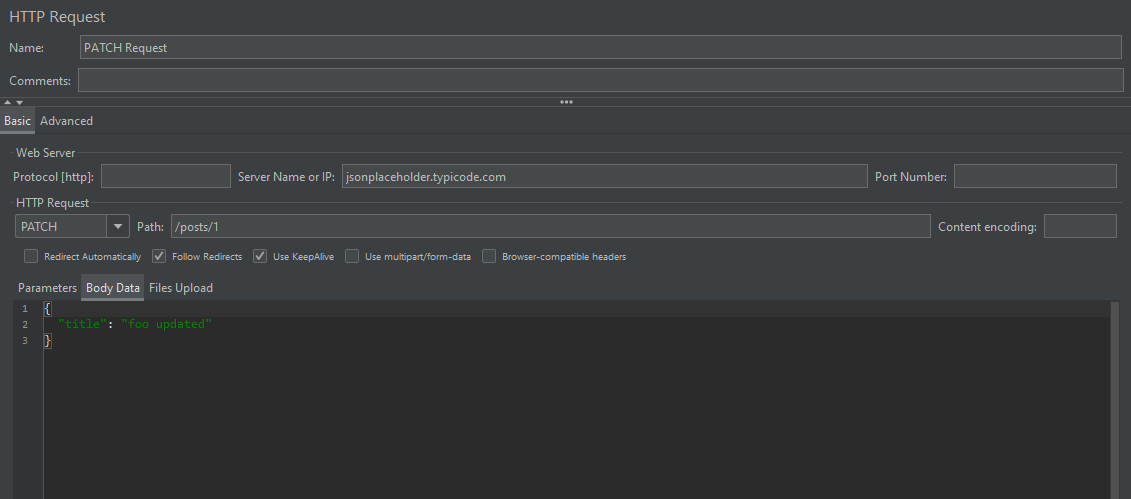 HTTP Request
Name: PATCH Request
Comments:
Basic Advanced
Web Server
Protocol [http]: Server Name or IP: jsonplaceholder.typicode.com Port Number:
HTTP Request
PATCH Path: /posts/1 Content encoding:
Redirect Automatically Follow Redirects Use KeepAlive Use multipart/form-data Browser-compatible headers
Parameters Body Data Files Upload
1 {
2 "title": "foo updated"
3 }